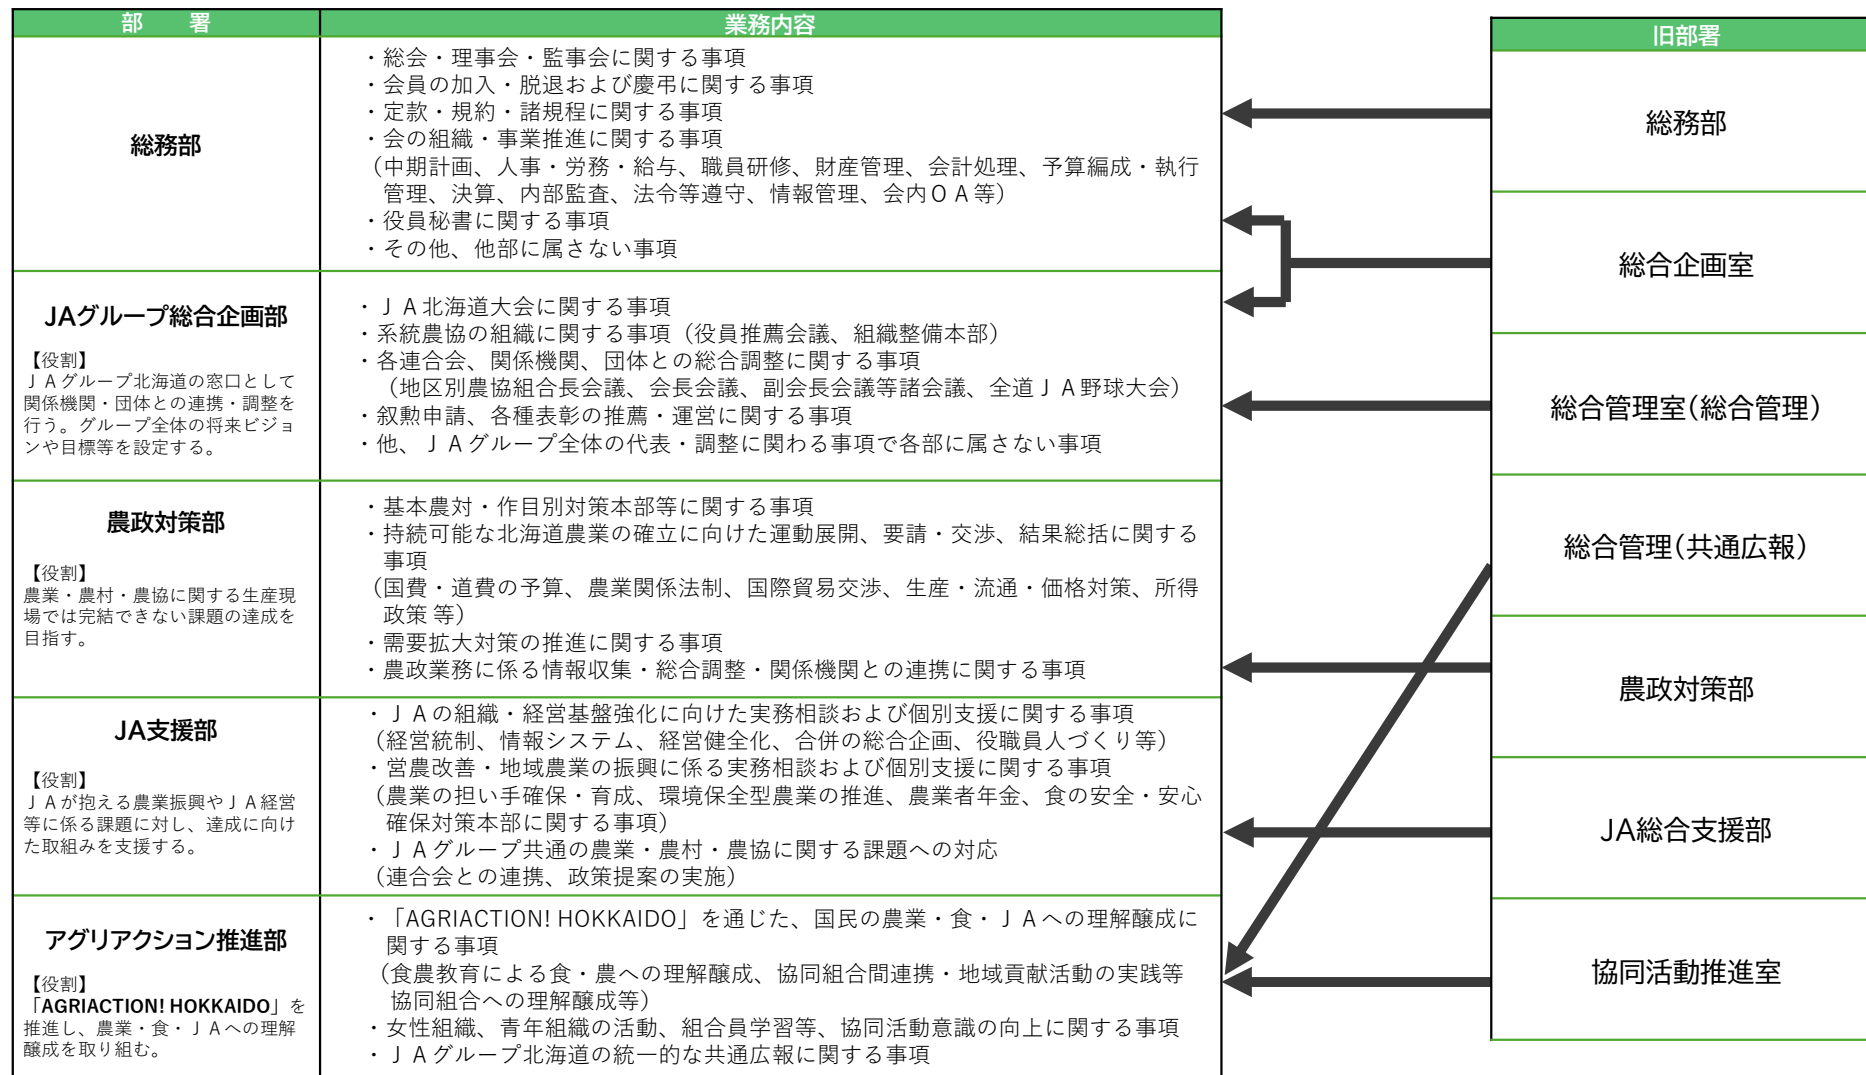 部　　署
業務内容
総務部
・総会・理事会・監事会に関する事項
・会員の加入・脱退および慶弔に関する事項
・定款・規約・諸規程に関する事項
・会の組織・事業推進に関する事項
（中期計画、人事・労務・給与、職員研修、財産管理、会計処理、予算編成・執行
管理、決算、内部監査、法令等遵守、情報管理、会内ＯＡ等）
・役員秘書に関する事項
・その他、他部に属さない事項
JAグループ総合企画部
【役割】
ＪＡグループ北海道の窓口として
関係機関・団体との連携・調整を
行う。グループ全体の将来ビジョ
ンや目標等を設定する。
・ＪＡ北海道大会に関する事項
・系統農協の組織に関する事項（役員推薦会議、組織整備本部）
・各連合会、関係機関、団体との総合調整に関する事項
（地区別農協組合長会議、会長会議、副会長会議等諸会議、全道ＪＡ野球大会）
・叙勲申請、各種表彰の推薦・運営に関する事項
・他、ＪＡグループ全体の代表・調整に関わる事項で各部に属さない事項
農政対策部
【役割】
農業・農村・農協に関する生産現
場では完結できない課題の達成を
目指す。
・基本農対・作目別対策本部等に関する事項
・持続可能な北海道農業の確立に向けた運動展開、要請・交渉、結果総括に関する
事項
（国費・道費の予算、農業関係法制、国際貿易交渉、生産・流通・価格対策、所得
政策 等）
・需要拡大対策の推進に関する事項
・農政業務に係る情報収集・総合調整・関係機関との連携に関する事項
JA支援部
【役割】
ＪＡが抱える農業振興やＪＡ経営
等に係る課題に対し、達成に向け
た取組みを支援する。
・ＪＡの組織・経営基盤強化に向けた実務相談および個別支援に関する事項
（経営統制、情報システム、経営健全化、合併の総合企画、役職員人づくり等）
・営農改善・地域農業の振興に係る実務相談および個別支援に関する事項
（農業の担い手確保・育成、環境保全型農業の推進、農業者年金、食の安全・安心
確保対策本部に関する事項）
・ＪＡグループ共通の農業・農村・農協に関する課題への対応
（連合会との連携、政策提案の実施）
アグリアクション推進部
【役割】
「AGRIACTION! HOKKAIDO」を
推進し、農業・食・ＪＡへの理解
醸成を取り組む。
・「AGRIACTION! HOKKAIDO」を通じた、国民の農業・食・ＪＡへの理解醸成に
関する事項
（食農教育による食・農への理解醸成、協同組合間連携・地域貢献活動の実践等
協同組合への理解醸成等）
・女性組織、青年組織の活動、組合員学習等、協同活動意識の向上に関する事項
・ＪＡグループ北海道の統一的な共通広報に関する事項
旧部署
総務部
総合企画室
総合管理室（総合管理）
総合管理（共通広報）
農政対策部
JA総合支援部
協同活動推進室